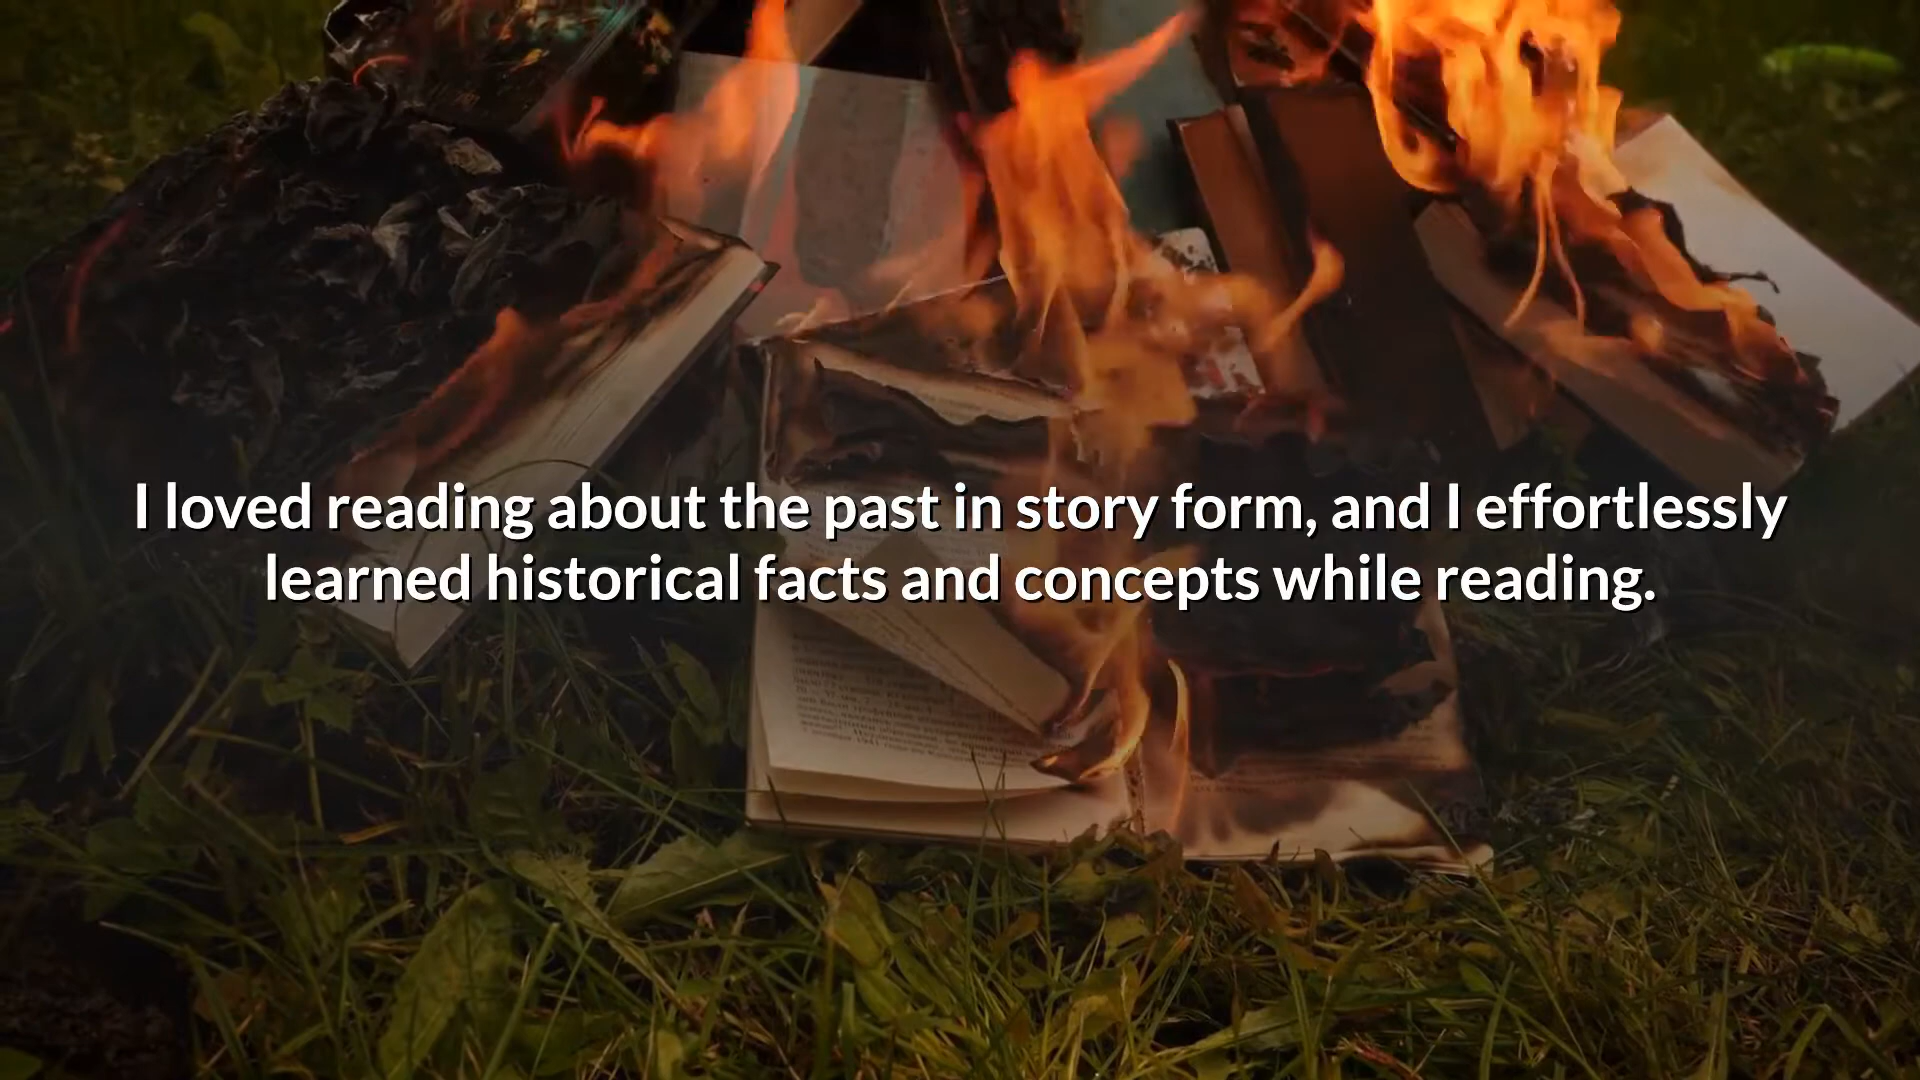 I loved reading about the past in story form, and I effortlessly
learned historical facts and concepts while reading.